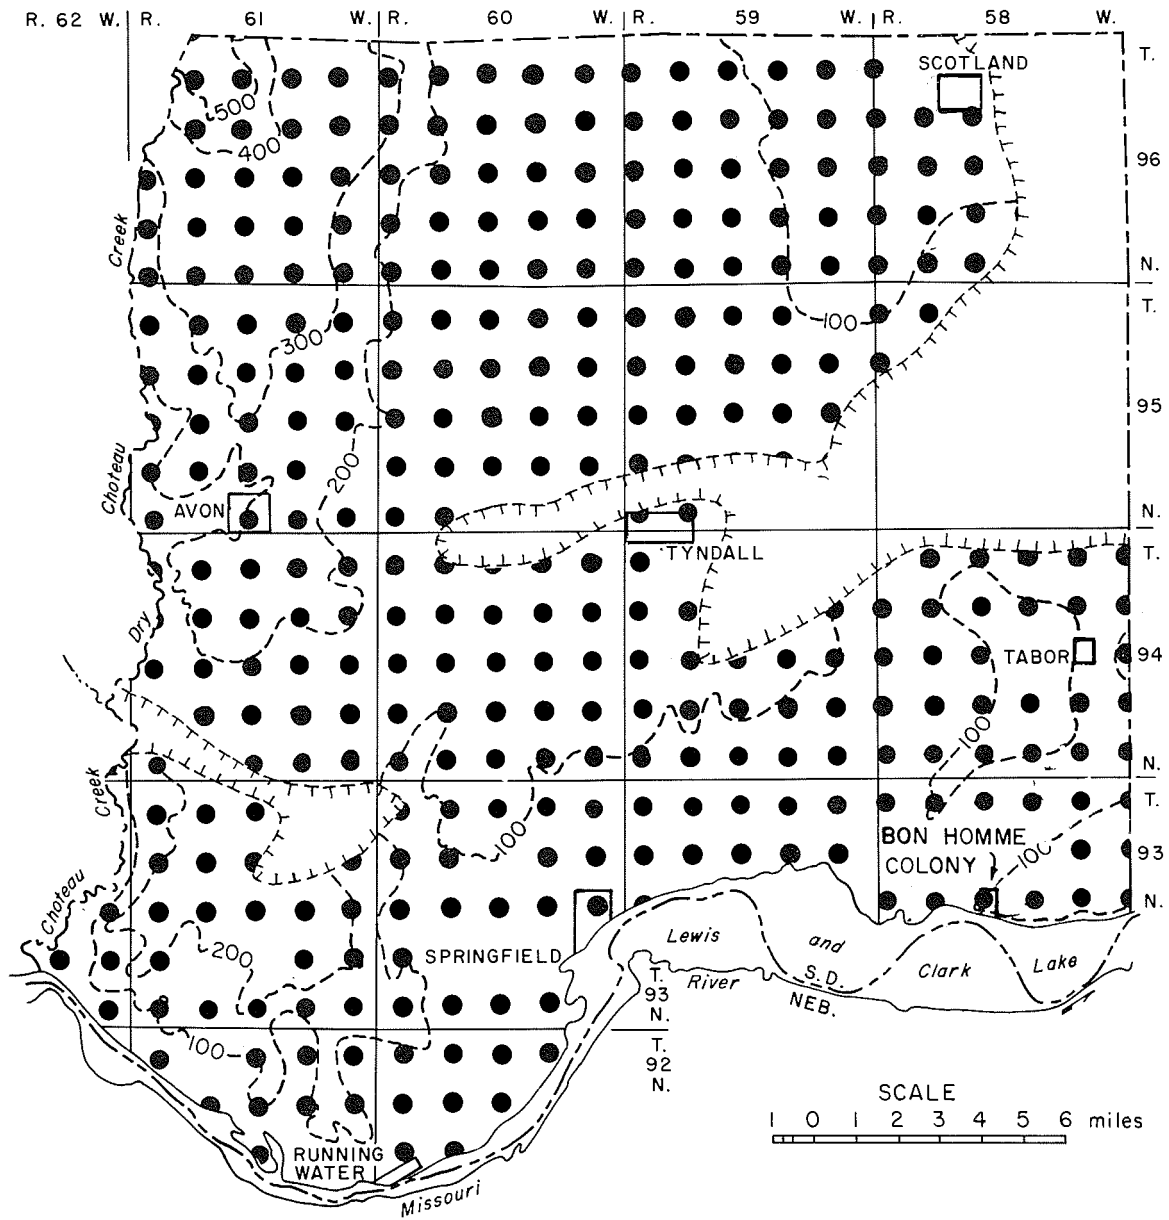 R. 62 W. R. 61 W. R. 60 W. R. 59 W. R. 58 W.
SCOTLAND
T.
96
N.
500
400
Creek
300
100
T.
95
N.
Choteau
200
AVON
TYNDALL
T.
94
N.
Dry
TABOR
100
Creek
100
T.
93
N.
BON HOMME
COLONY
100
Choteau
200
SPRINGFIELD
Lewis
and
Clark
Lake
S.D.
River
NEB.
T.
93
N.
T.
92
N.
100
RUNNING
WATER
Missouri
SCALE
1 0 1 2 3 4 5 6 miles